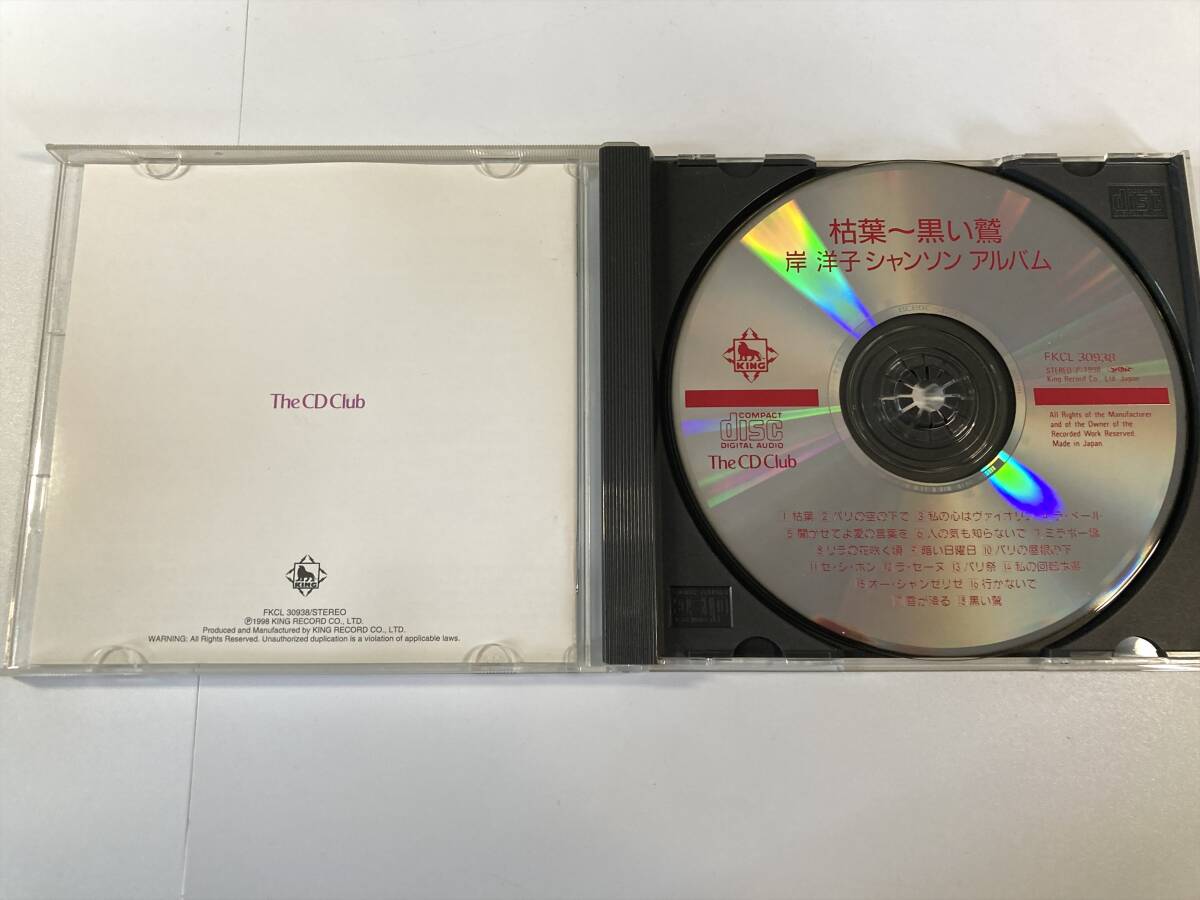 The CD Club
KING
FKCL 30938/STEREO
℗1998 KING RECORD CO., LTD.
Produced and Manufactured by KING RECORD CO., LTD.
WARNING: All Rights Reserved. Unauthorized duplication is a violation of applicable laws.
枯葉〜黒い鷲
岸 洋子 シャンソン アルバム
KING
FKCL 30938
STEREO ℗ 1998
King Record Co., Ltd. Japan
COMPACT
disc
DIGITAL AUDIO
The CD Club
All Rights of the Manufacturer
and of the Owner of the
Recorded Work Reserved.
Made in Japan
1 枯葉 2 パリの空の下で 3 私の心はヴァイオリン ・ベール
5 聞かせてよ愛の言葉を 6 人の気も知らないで 7 ミラボー橋
8 リラの花咲く頃 9 暗い日曜日 10 パリの屋根の下
11 セ・シ・ボン 12 ラ・セーヌ 13 パリ祭 14 私の回転木馬
15 オー・シャンゼリゼ 16 行かないで
雪が降る 18 黒い鷲
disc